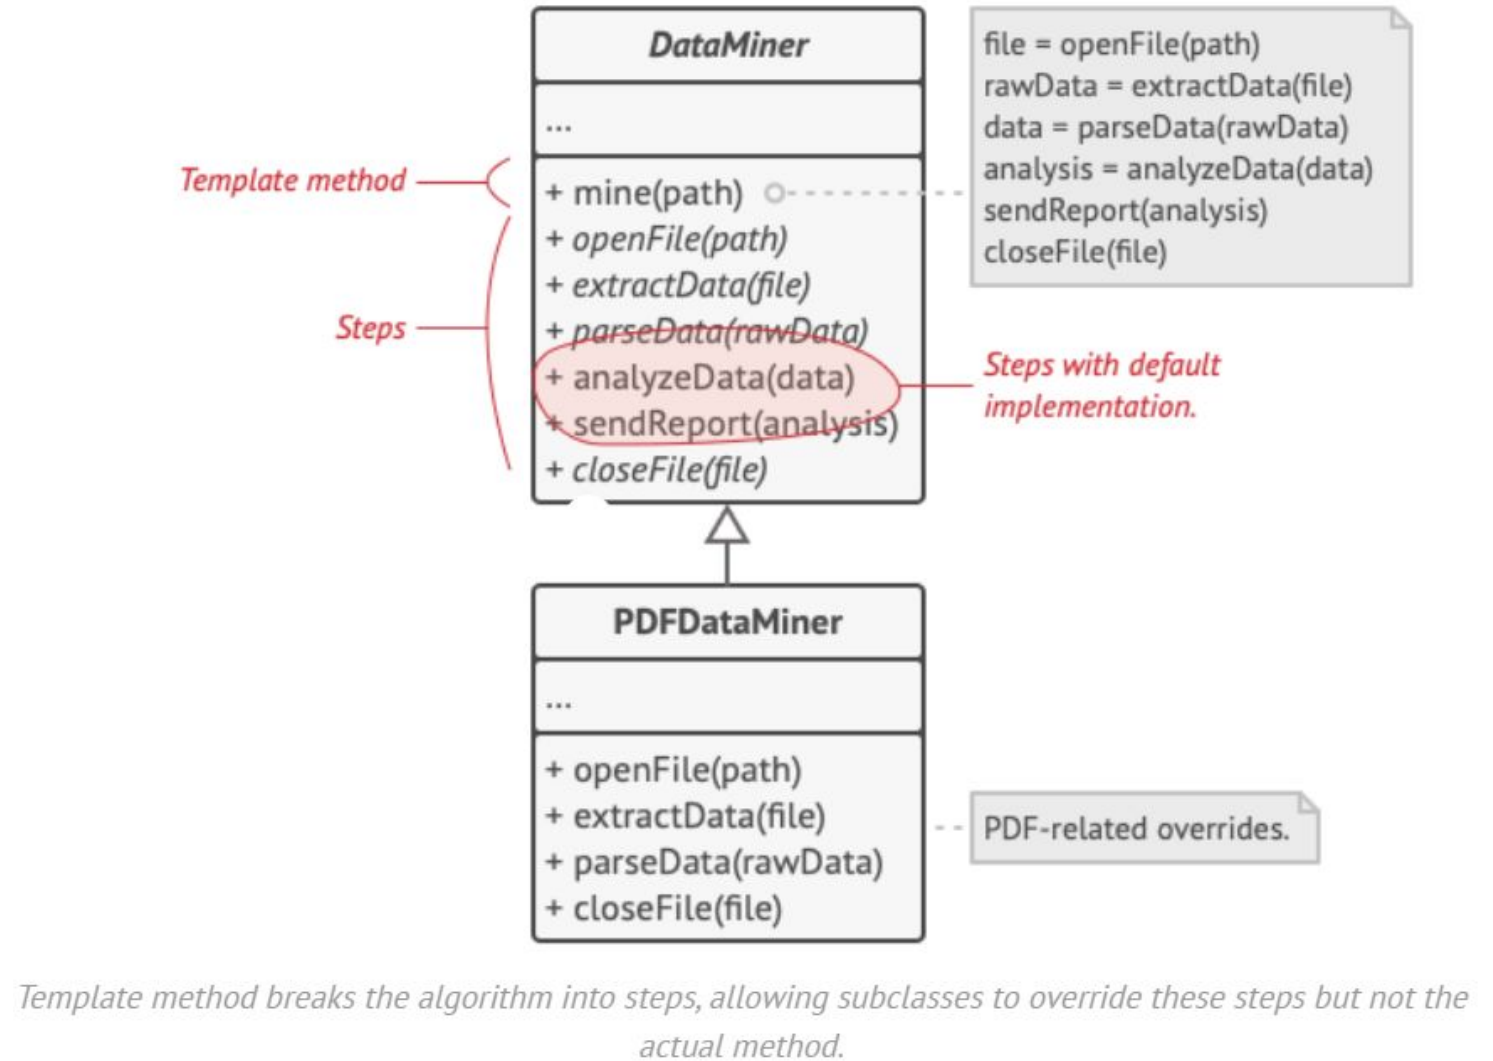 DataMiner
...
Template method
+ mine(path)
+ openFile(path)
+ extractData(file)
+ parseData(rawData)
+ analyzeData(data)
+ sendReport(analysis)
+ closeFile(file)
Steps
Steps with default
implementation.
file = openFile(path)
rawData = extractData(file)
data = parseData(rawData)
analysis = analyzeData(data)
sendReport(analysis)
closeFile(file)
PDFDataMiner
...
+ openFile(path)
+ extractData(file)
+ parseData(rawData)
+ closeFile(file)
PDF-related overrides.
Template method breaks the algorithm into steps, allowing subclasses to override these steps but not the
actual method.